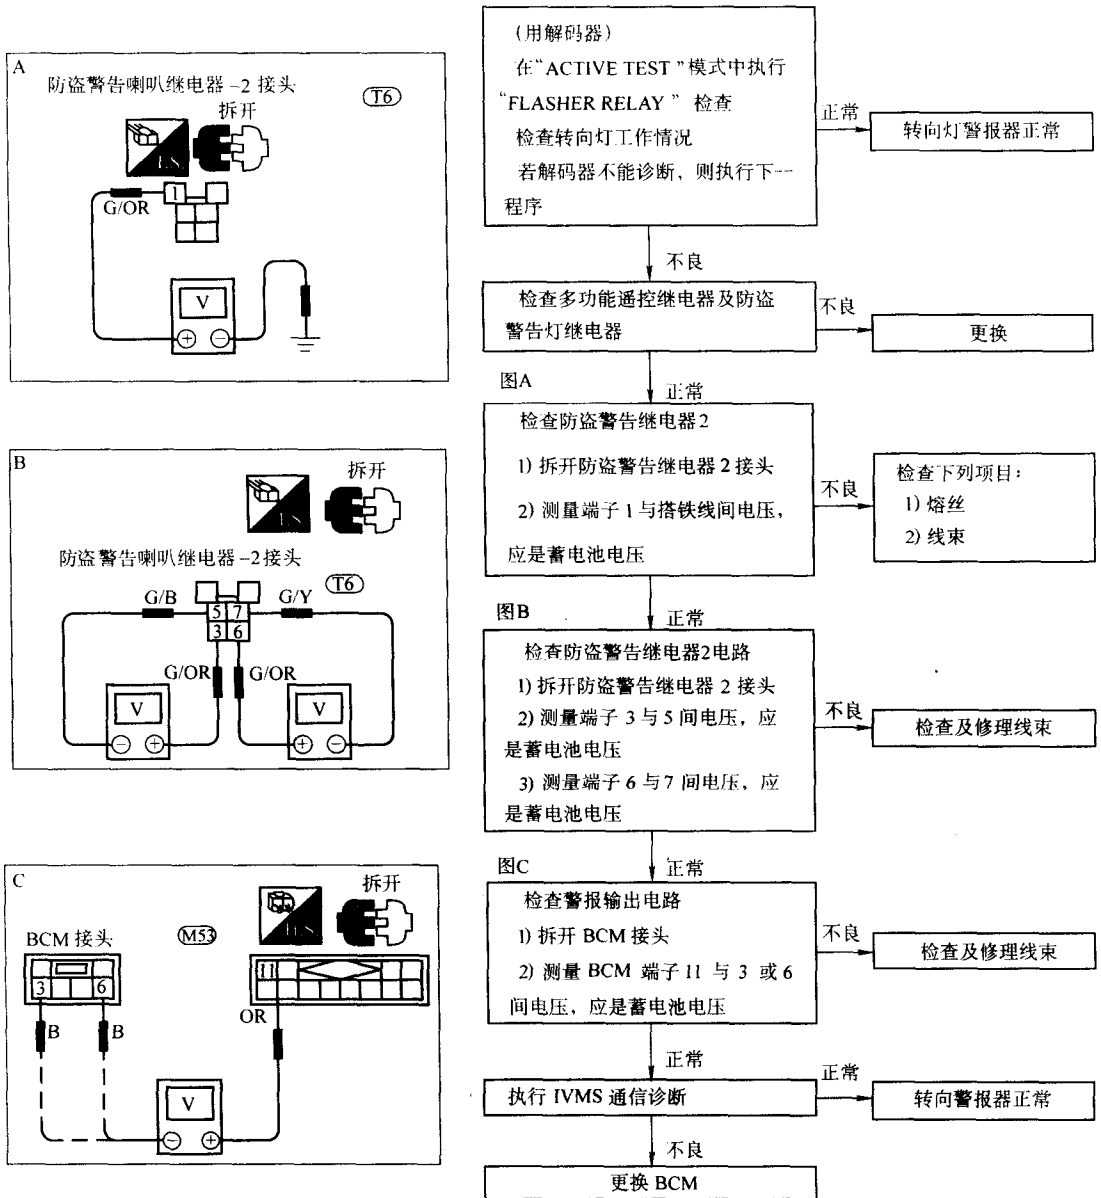 A
防盗警告喇叭继电器-2接头
T6
拆开
1
G/OR
V
+
-
B
拆开
防盗警告喇叭继电器-2接头
T6
G/B
5
7
G/Y
3
6
G/OR
G/OR
V
V
-
+
+
-
C
拆开
BCM 接头
M53
3
6
11
B
B
OR
V
-
+
(用解码器)
在“ACTIVE TEST”模式中执行
“FLASHER RELAY” 检查
检查转向灯工作情况
若解码器不能诊断，则执行下一
程序
正常
转向灯警报器正常
不良
检查多功能遥控继电器及防盗
警告灯继电器
不良
更换
图A
正常
检查防盗警告继电器2
1) 拆开防盗警告继电器2接头
2) 测量端子1与搭铁线间电压，
应是蓄电池电压
不良
检查下列项目：
1) 熔丝
2) 线束
图B
正常
检查防盗警告继电器2电路
1) 拆开防盗警告继电器 2 接头
2) 测量端子 3 与 5 间电压，应
是蓄电池电压
3) 测量端子 6 与 7 间电压，应
是蓄电池电压
不良
检查及修理线束
图C
正常
检查警报输出电路
1) 拆开 BCM 接头
2) 测量 BCM 端子 11 与 3 或 6
间电压，应是蓄电池电压
不良
检查及修理线束
正常
执行 IVMS 通信诊断
正常
转向警报器正常
不良
更换 BCM